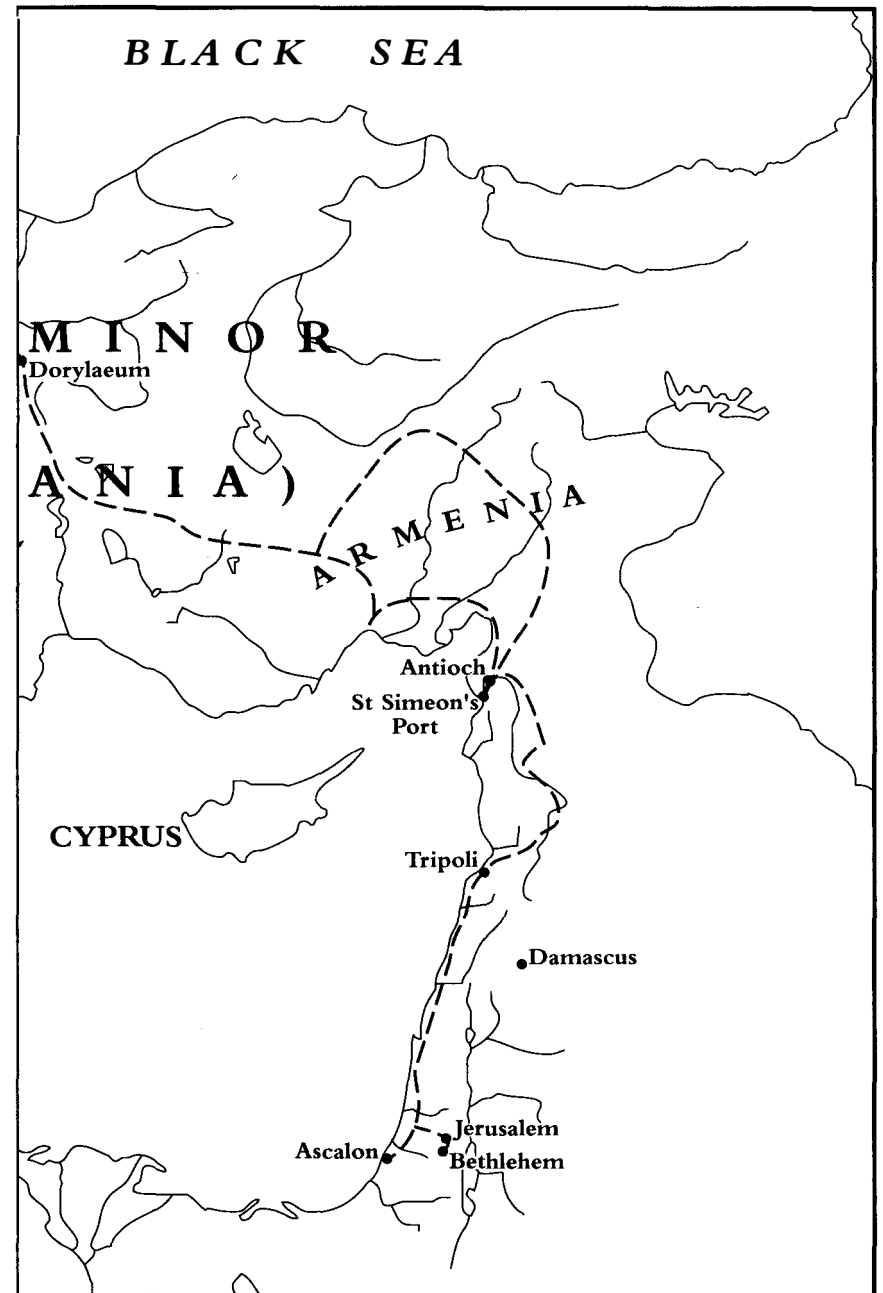 BLACK SEA
MINOR
Dorylaeum
ANIA)
ARMENIA
Antioch
St Simeon's
Port
CYPRUS
Tripoli
Damascus
Jerusalem
Ascalon
Bethlehem